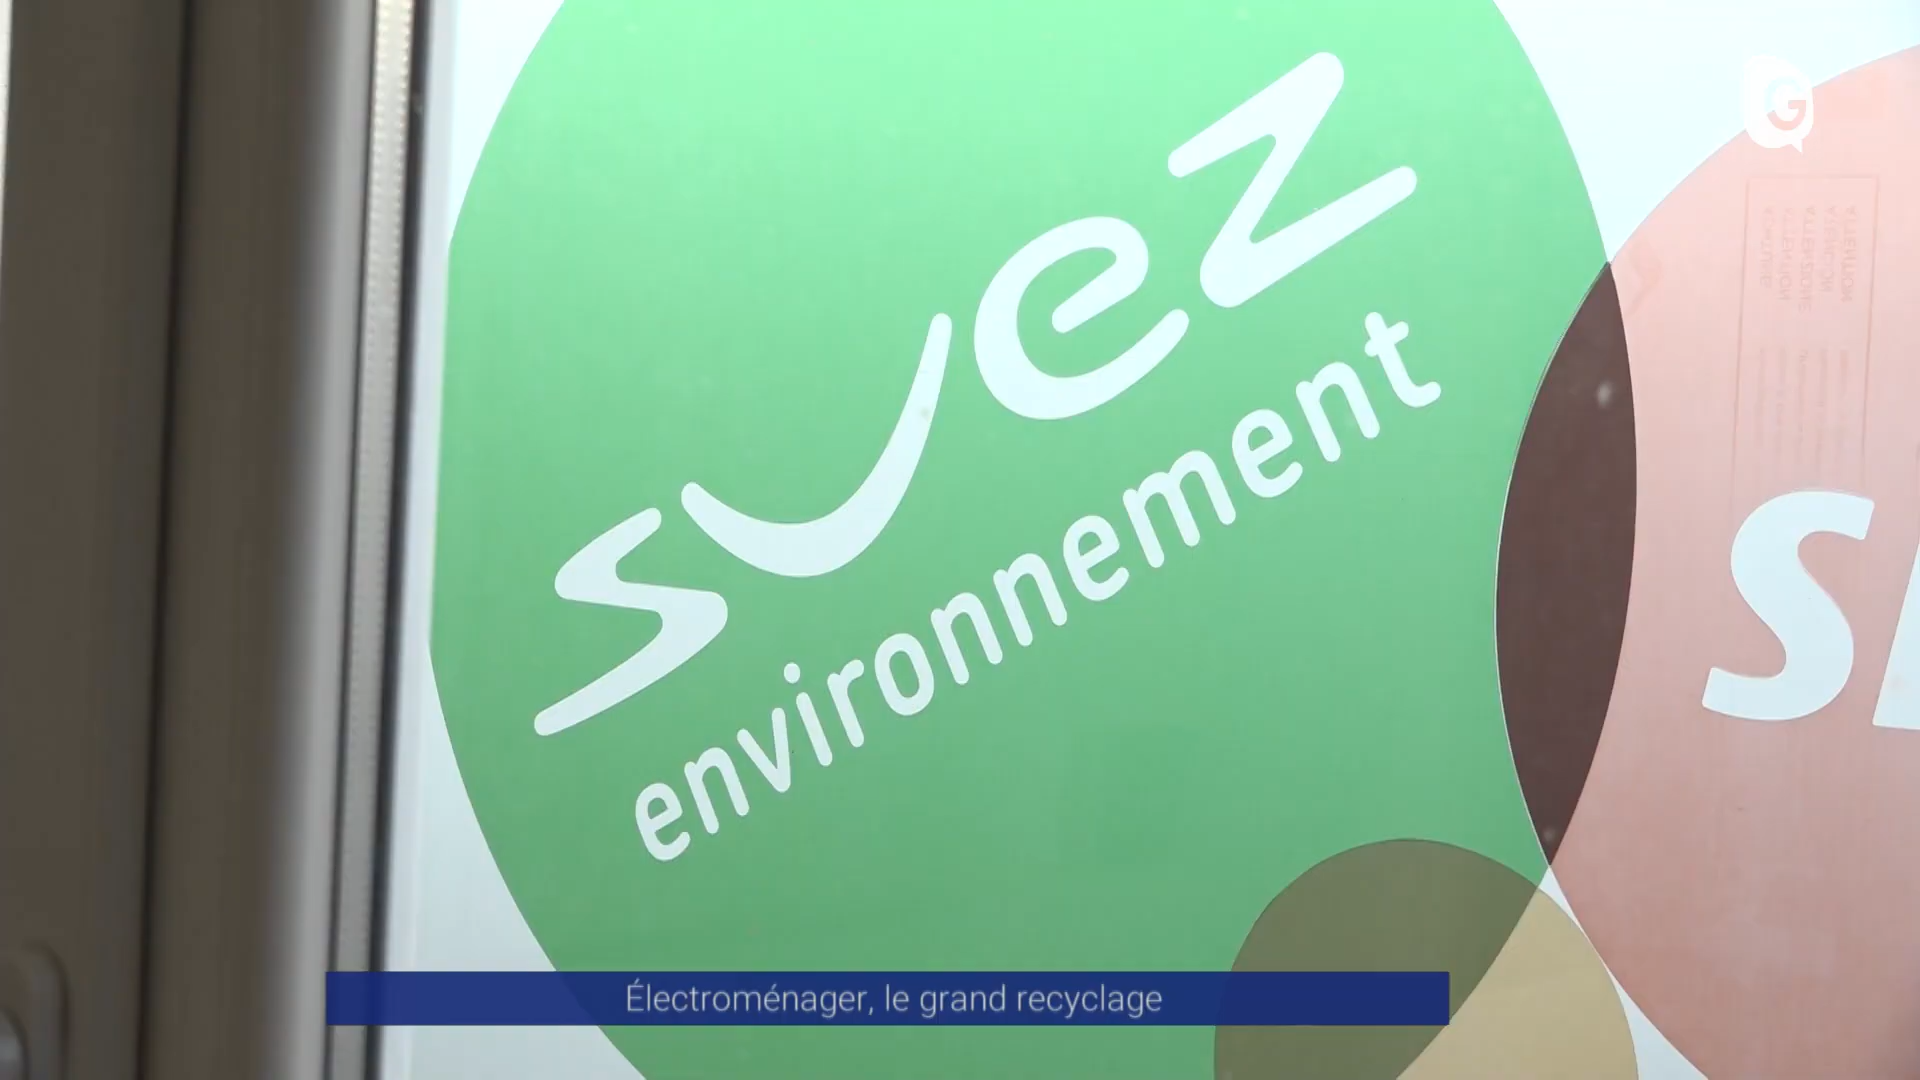 G
suez
environnement
s
Électroménager, le grand recyclage